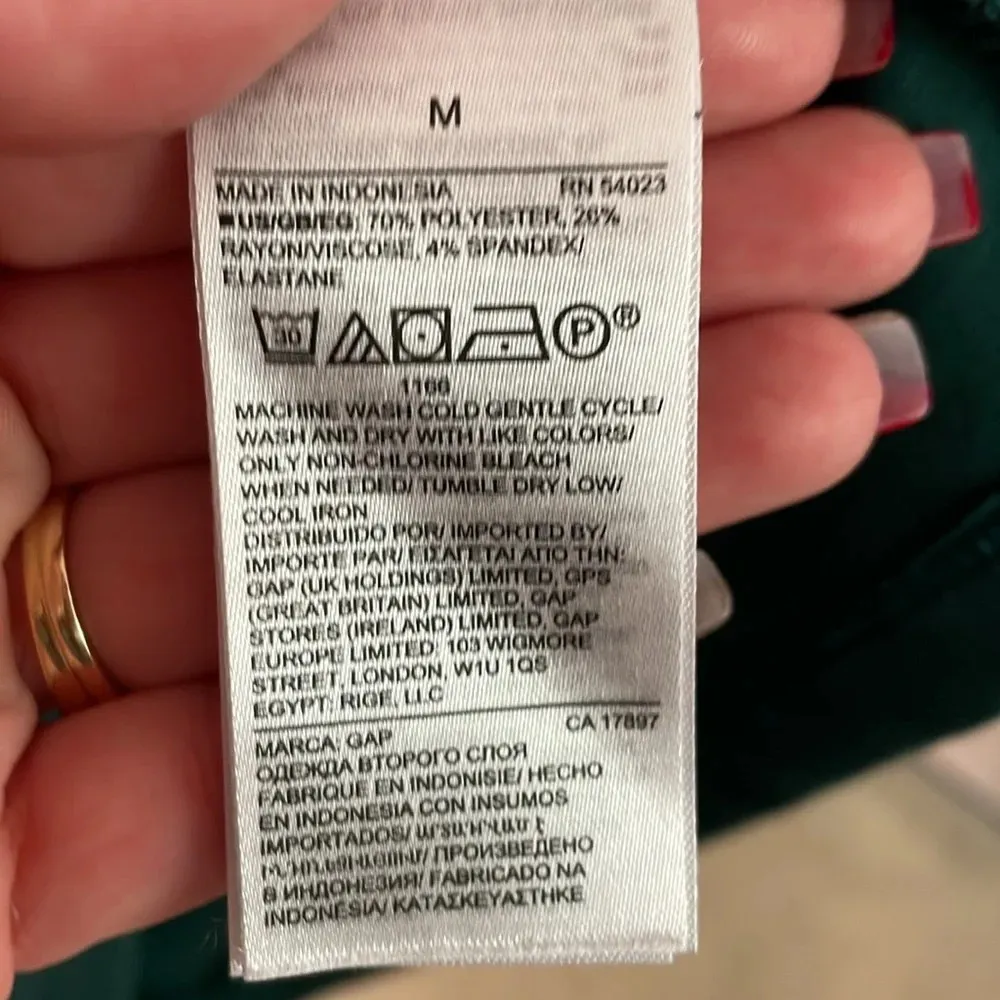 M
MADE IN INDONESIA RN 54023
US/GB/EG: 70% POLYESTER, 26%
RAYON/VISCOSE, 4% SPANDEX/
ELASTANE
30 P®
1166
MACHINE WASH COLD GENTLE CYCLE/
WASH AND DRY WITH LIKE COLORS/
ONLY NON-CHLORINE BLEACH
WHEN NEEDED/ TUMBLE DRY LOW/
COOL IRON
DISTRIBUIDO POR/ IMPORTED BY/
IMPORTE PAR/ ΕΙΣΑΓΕΤΑΙ ΑΠΟ ΤΗΝ:
GAP (UK HOLDINGS) LIMITED, GPS
(GREAT BRITAIN) LIMITED, GAP
STORES (IRELAND) LIMITED, GAP
EUROPE LIMITED, 103 WIGMORE
STREET, LONDON, W1U 1QS
EGYPT: RIGE, LLC
CA 17897
MARCA: GAP
ОДЕЖДА ВТОРОГО СЛОЯ
FABRIQUÉ EN INDONISIE/ HECHO
EN INDONESIA CON INSUMOS
IMPORTADOS/
ПРОИЗВЕДЕНО
В ИНДОНЕЗИЯ/ FABRICADO NA
INDONÉSIA/ ΚΑΤΑΣΚΕΥΑΣΤΗΚΕ